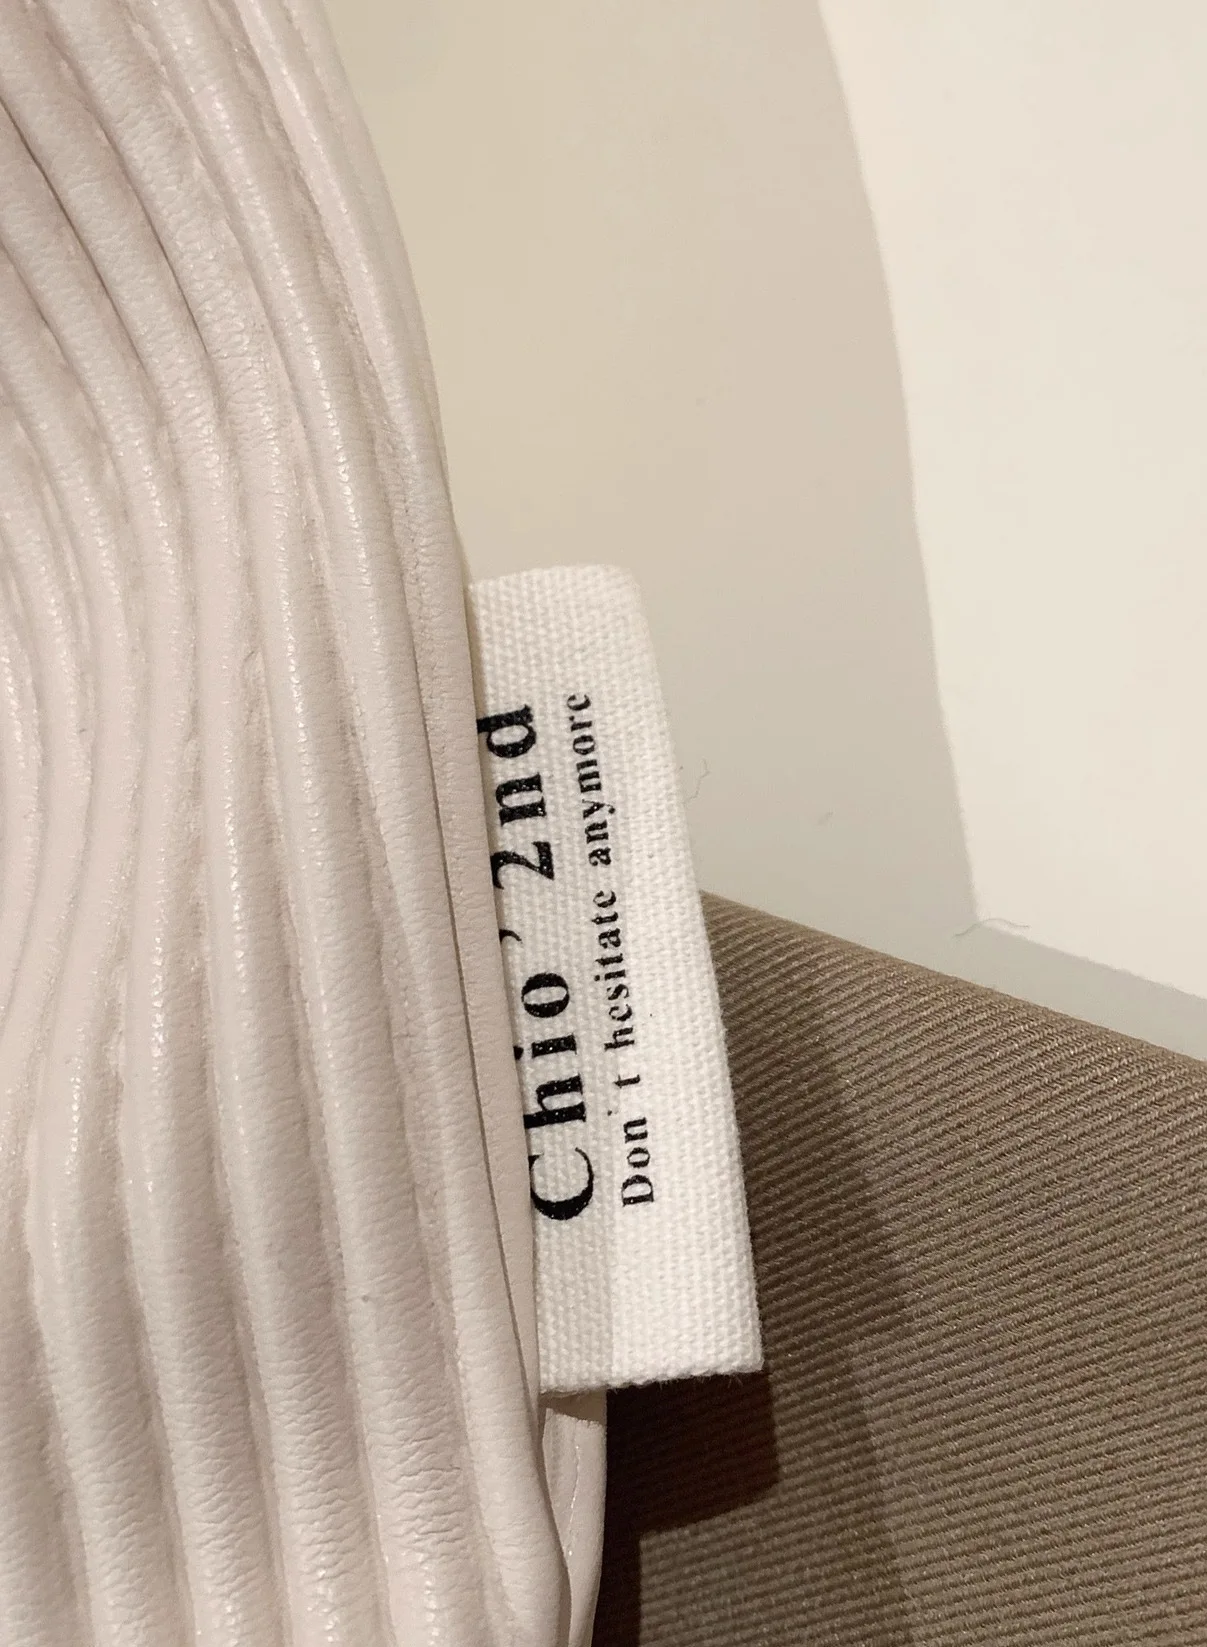 Chio’2nd
Don't hesitate anymore